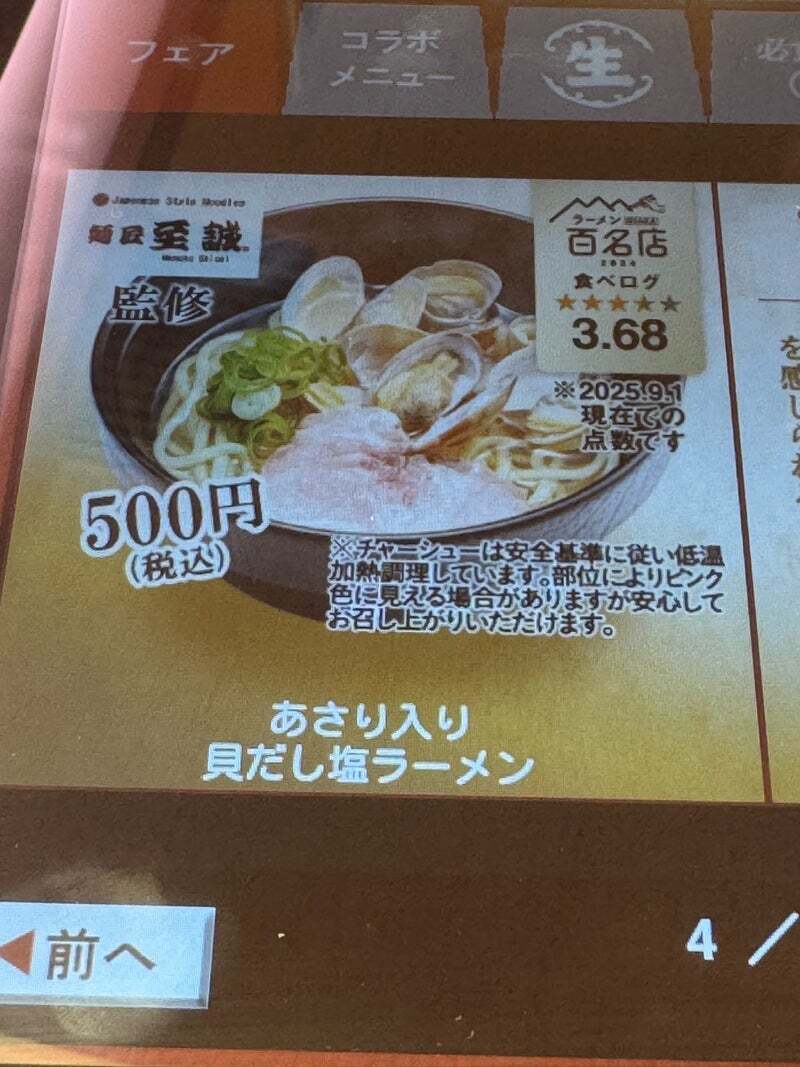 フェア
コラボ
メニュー
生
Japanese Style Noodles
麺屋 至誠
監修
ラーメン OSAKA
百名店
2024
食べログ
★★★★★
3.68
※2025.9.1
現在での
点数です
500円
(税込)
※チャーシューは安全基準に従い低温
加熱調理しています。部位によりピンク
色に見える場合がありますが安心して
お召し上がりいただけます。
あさり入り
貝だし塩ラーメン
◀前へ
4 /